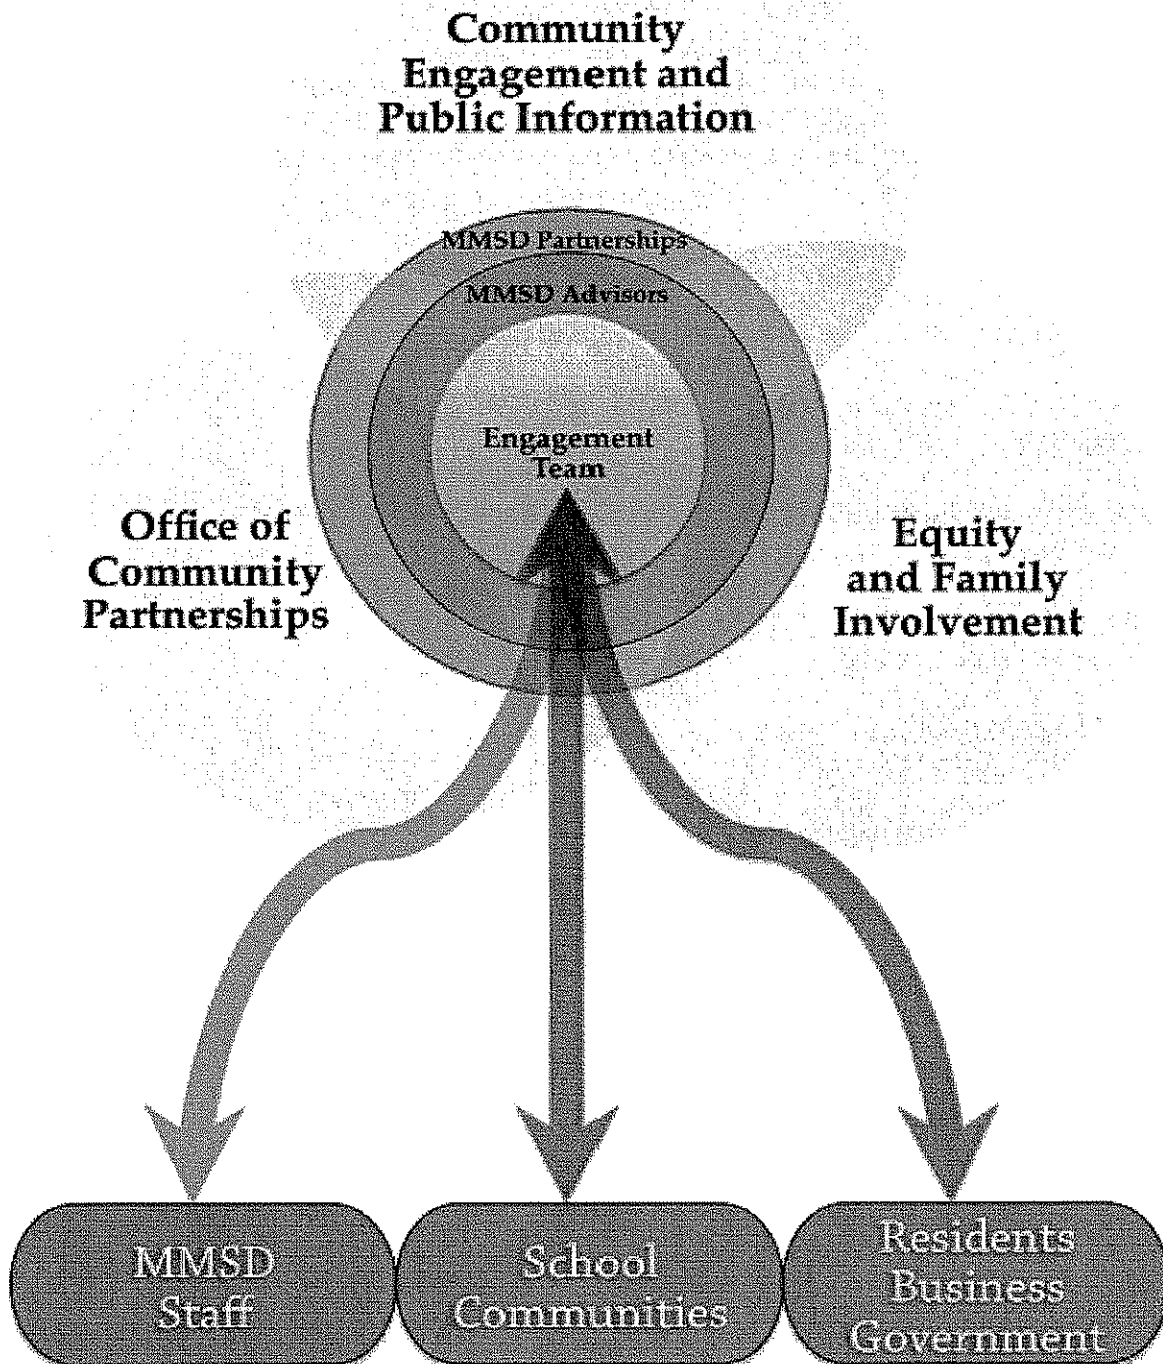 Community
Engagement and
Public Information
MMSD Partnerships
MMSD Advisors
Engagement
Team
Office of
Community
Partnerships
Equity
and Family
Involvement
MMSD
Staff
School
Communities
Residents
Business
Government